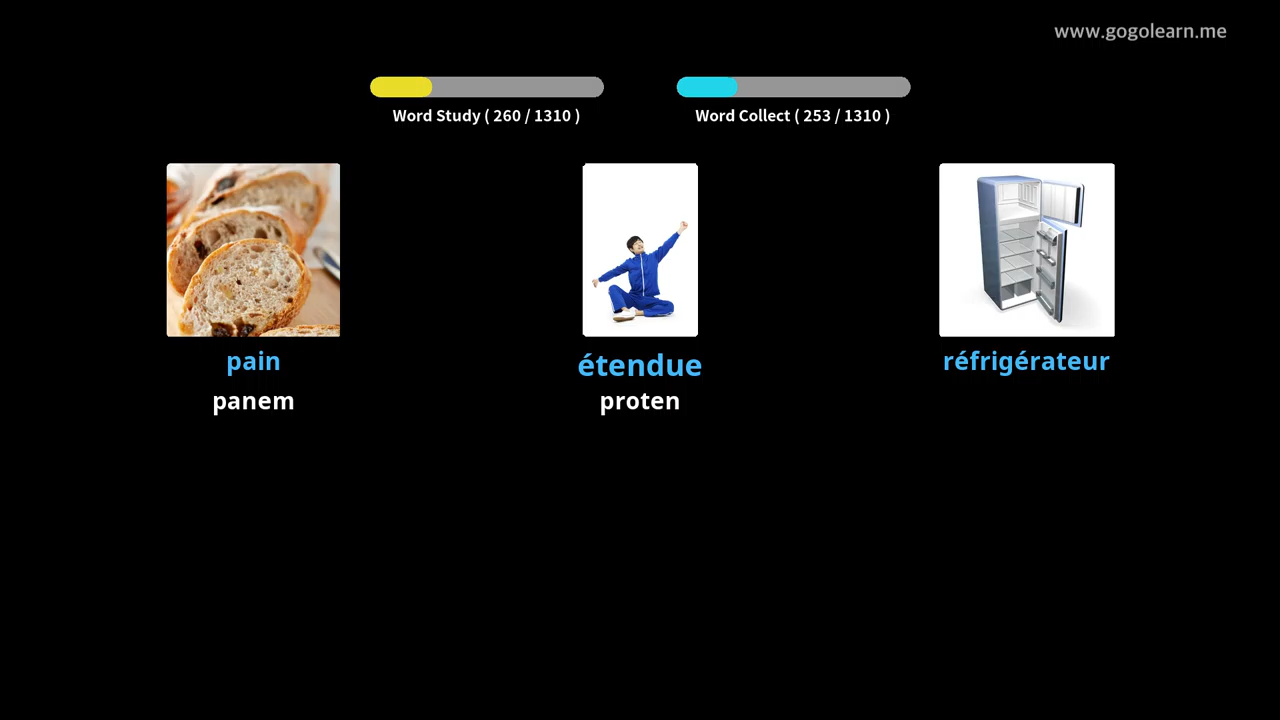 www.gogolearn.me
Word Study ( 260 / 1310 )
Word Collect ( 253 / 1310 )
pain
étendue
réfrigérateur
panem
proten